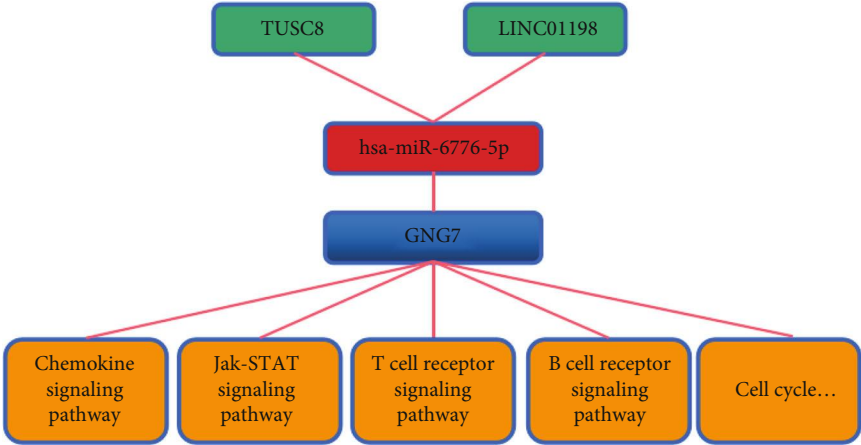 TUSC8
LINC01198
hsa-miR-6776-5p
GNG7
Chemokine
signaling
pathway
Jak-STAT
signaling
pathway
T cell receptor
signaling
pathway
B cell receptor
signaling
pathway
Cell cycle...